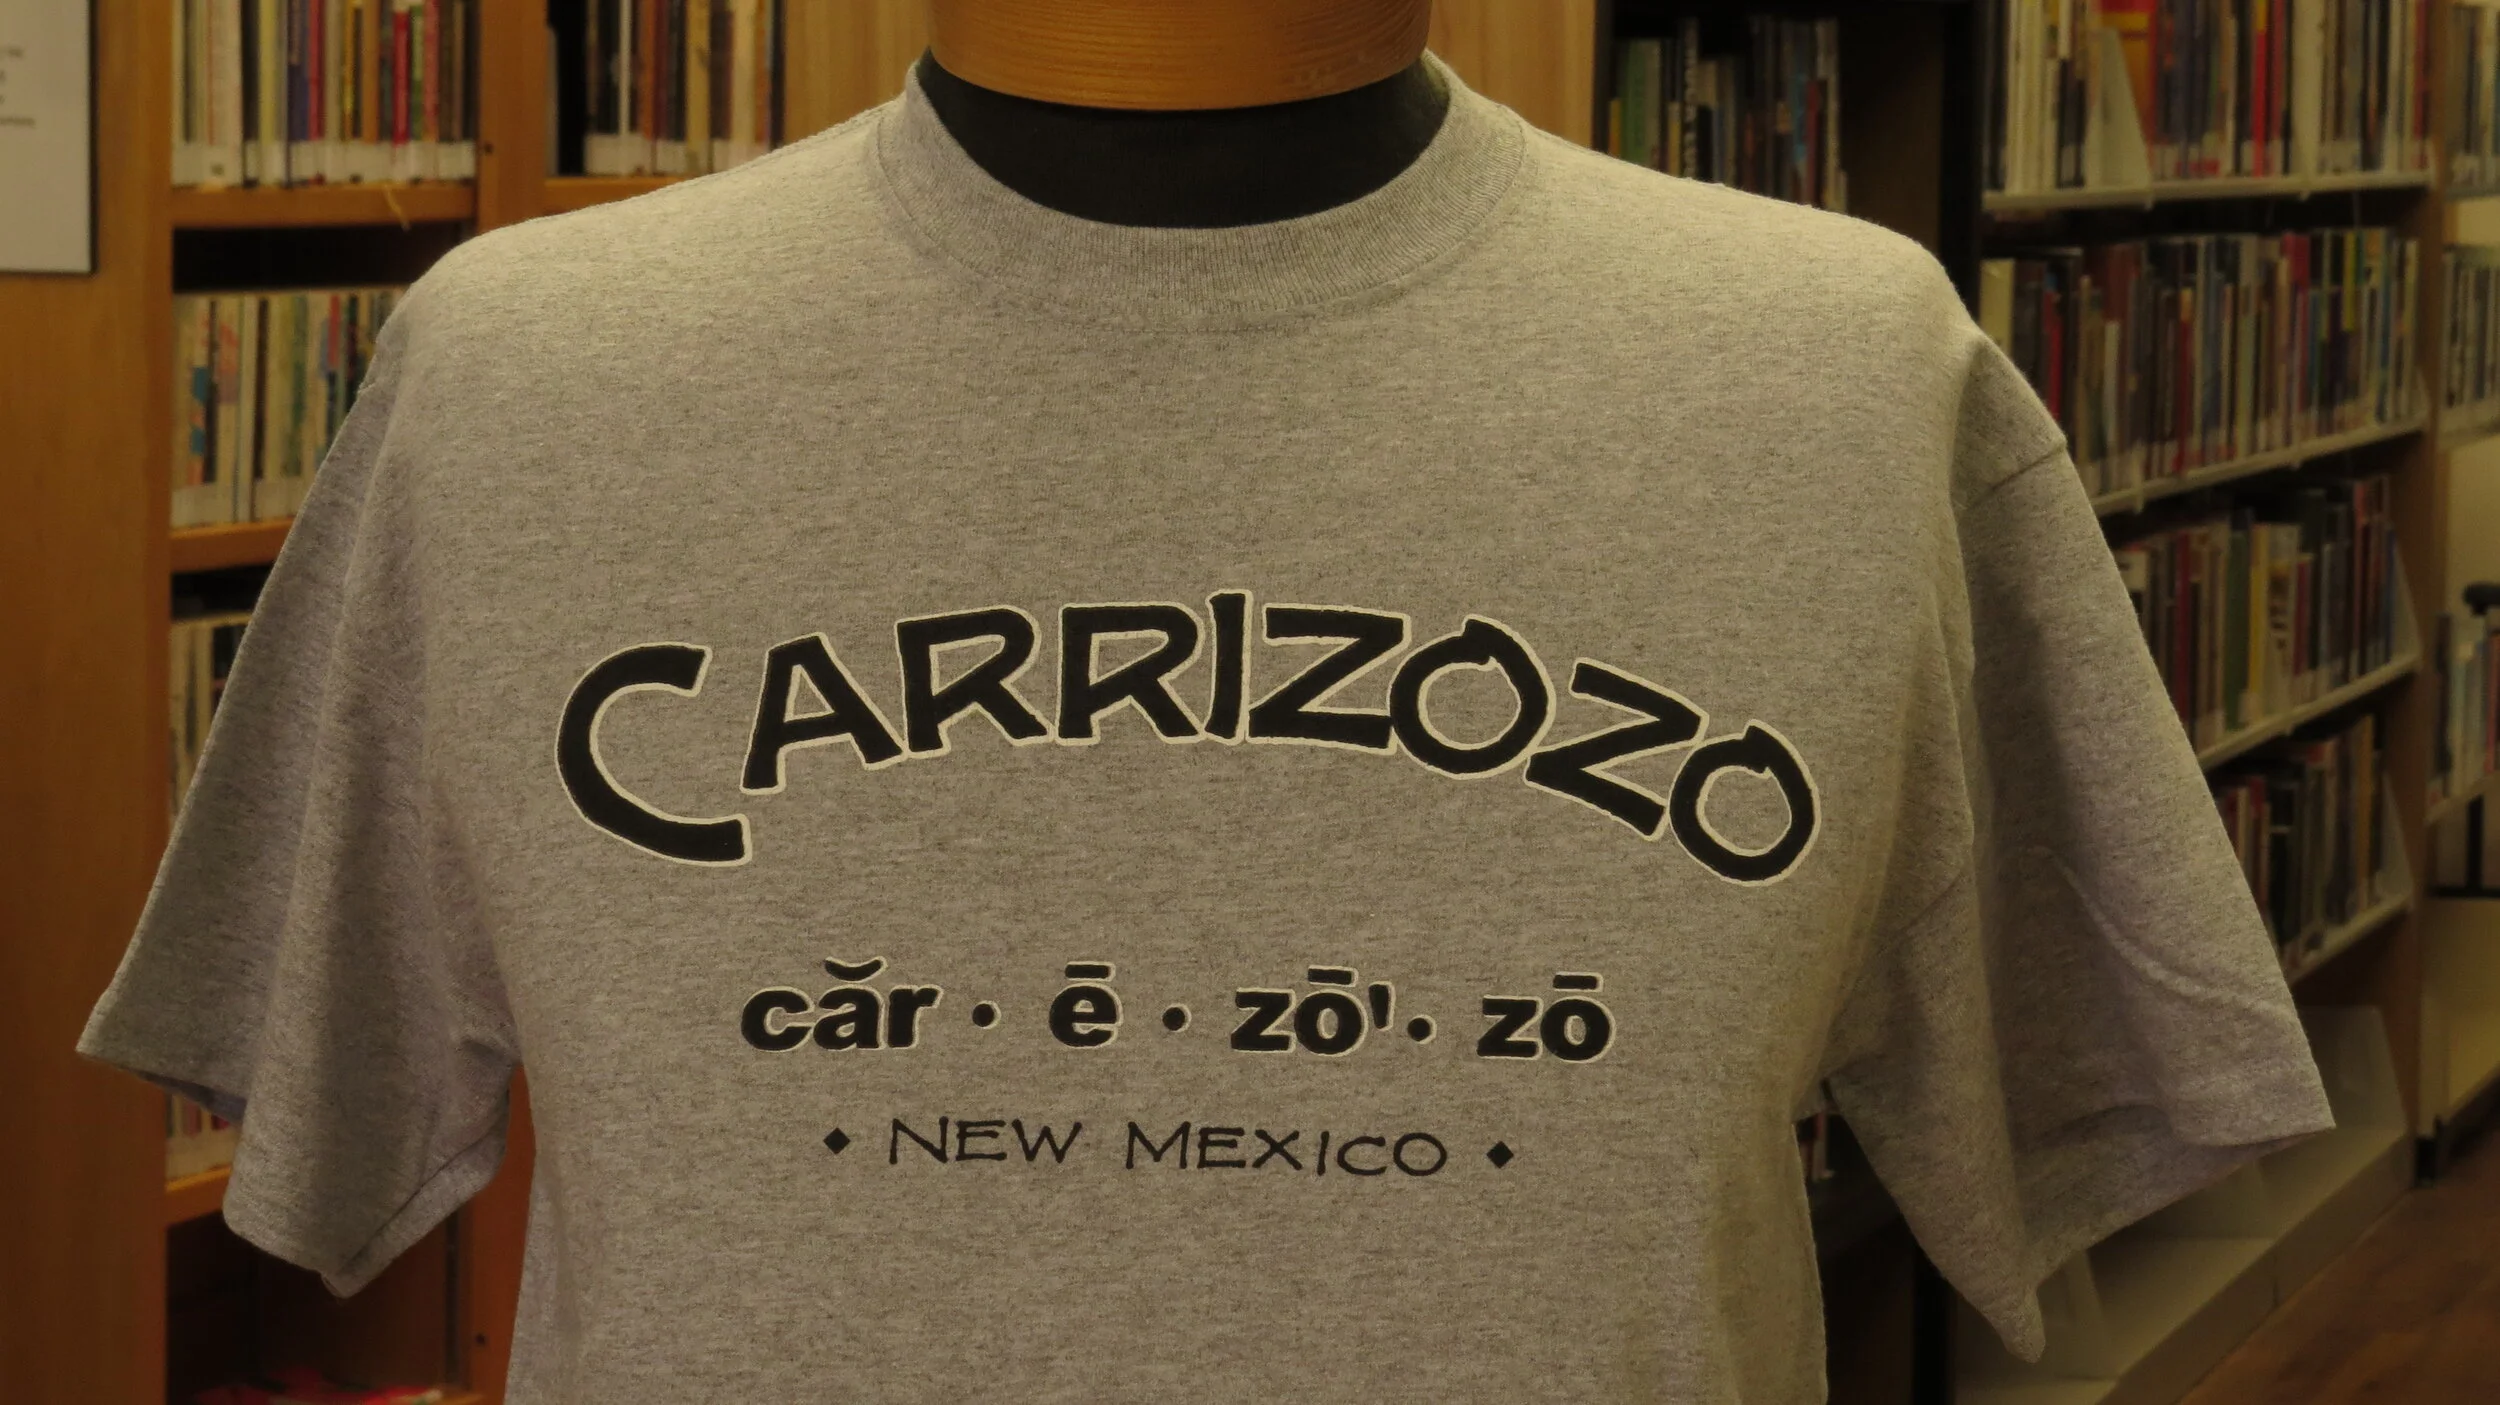 CARRIZOZO
căr · ē · zō' · zō
◆ NEW MEXICO ◆